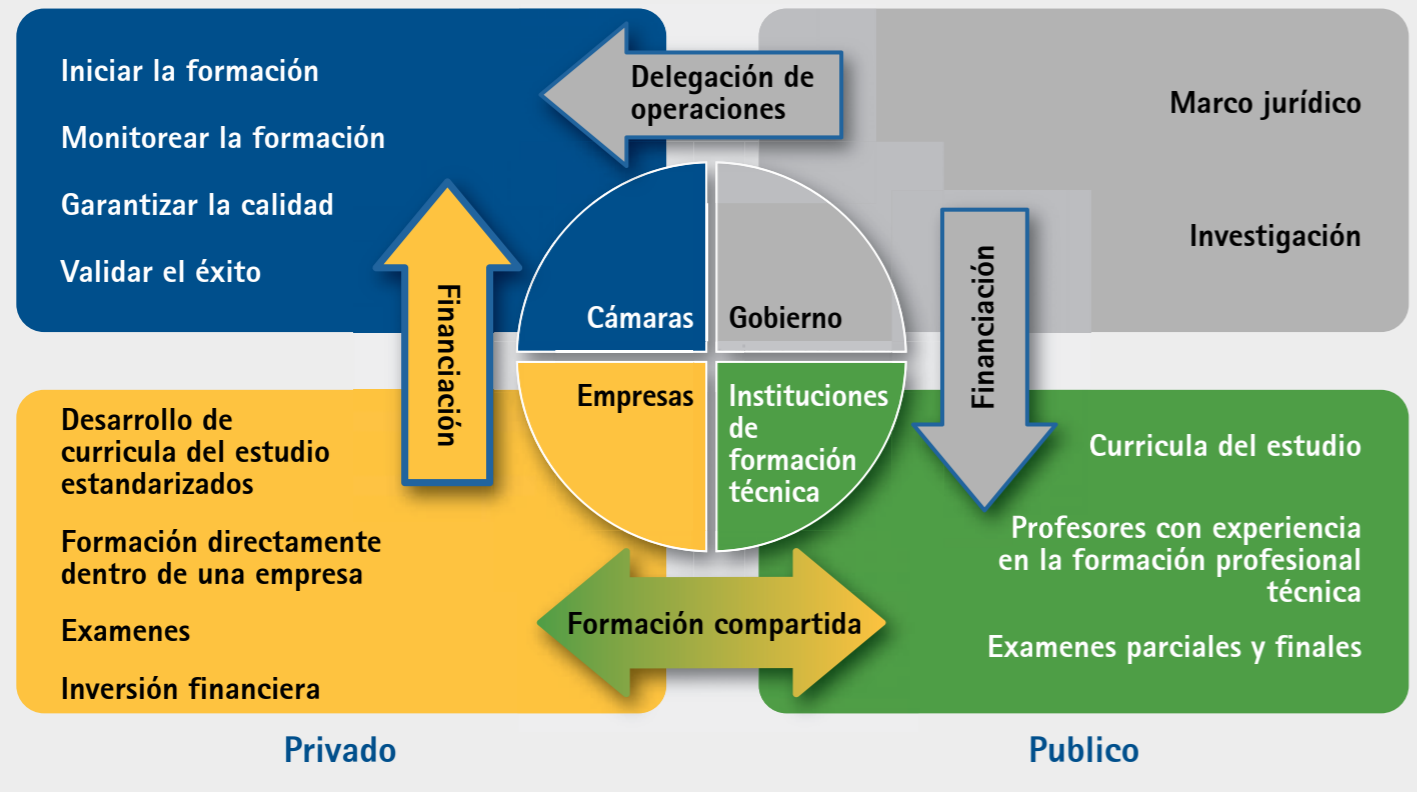 Iniciar la formación
Monitorear la formación
Garantizar la calidad
Validar el éxito
Delegación de
operaciones
Marco jurídico
Investigación
Financiación
Cámaras
Gobierno
Financiación
Empresas
Instituciones
de
formación
técnica
Desarrollo de
curricula del estudio
estandarizados
Formación directamente
dentro de una empresa
Examenes
Inversión financiera
Formación compartida
Curricula del estudio
Profesores con experiencia
en la formación profesional
técnica
Examenes parciales y finales
Privado
Publico